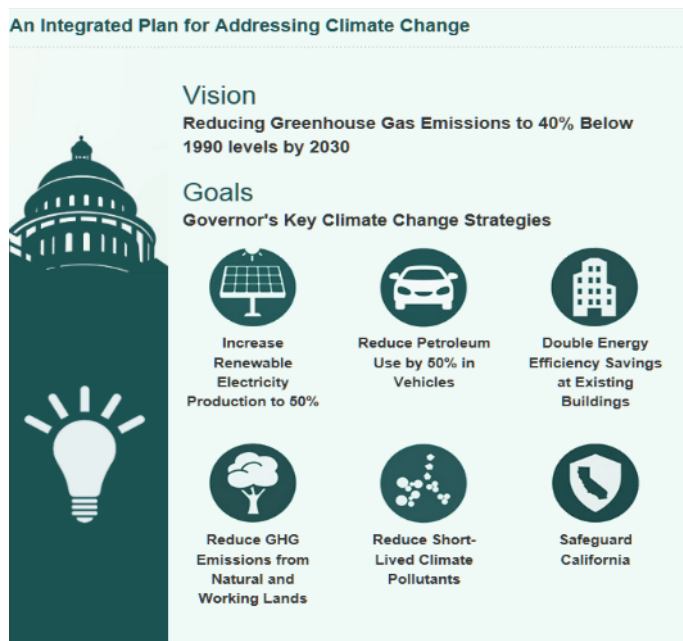 An Integrated Plan for Addressing Climate Change
Vision
Reducing Greenhouse Gas Emissions to 40% Below
1990 levels by 2030
Goals
Governor's Key Climate Change Strategies
Increase
Renewable
Electricity
Production to 50%
Reduce Petroleum
Use by 50% in
Vehicles
Double Energy
Efficiency Savings
at Existing
Buildings
Reduce GHG
Emissions from
Natural and
Working Lands
Reduce Short-
Lived Climate
Pollutants
Safeguard
California